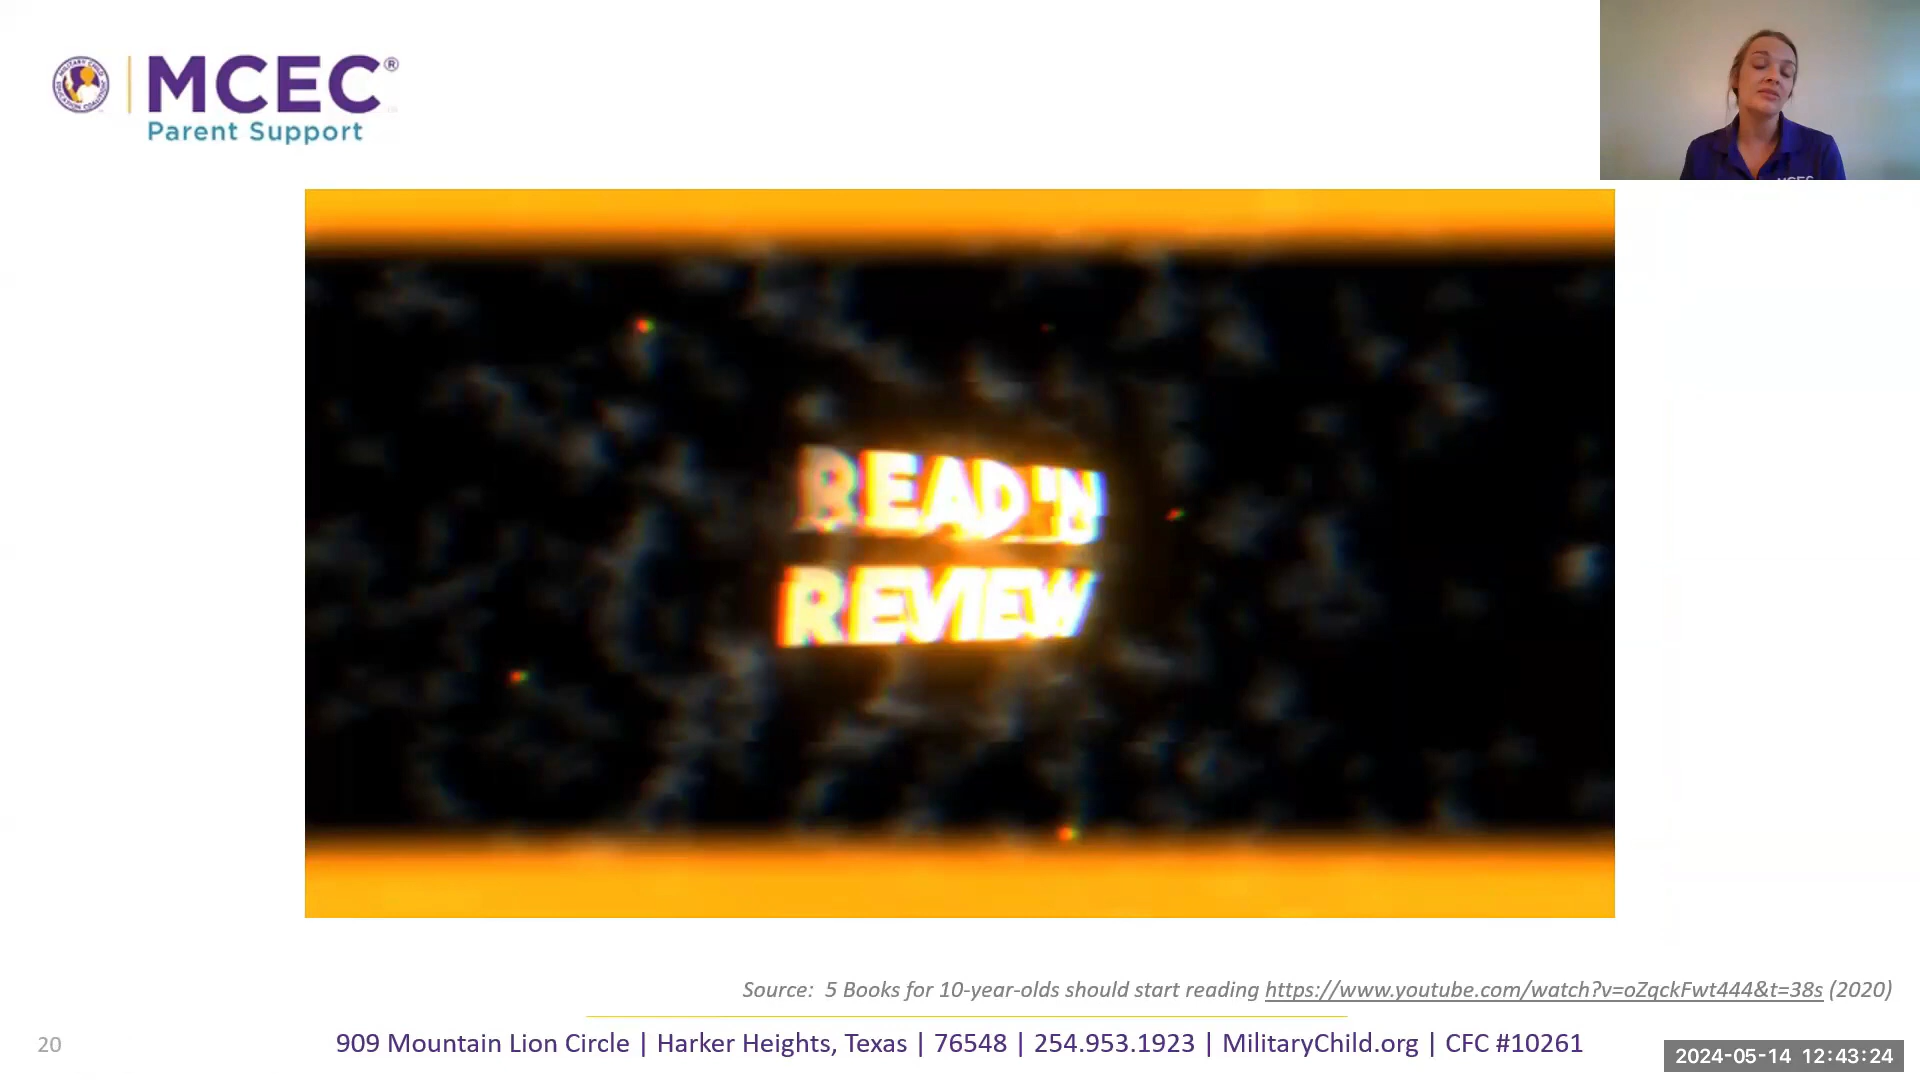 MCEC®
Parent Support
MCEC
READ 'N
REVIEW
Source:  5 Books for 10-year-olds should start reading https://www.youtube.com/watch?v=oZqckFwt444&t=38s (2020)
20
909 Mountain Lion Circle | Harker Heights, Texas | 76548 | 254.953.1923 | MilitaryChild.org | CFC #10261
2024-05-14 12:43:24